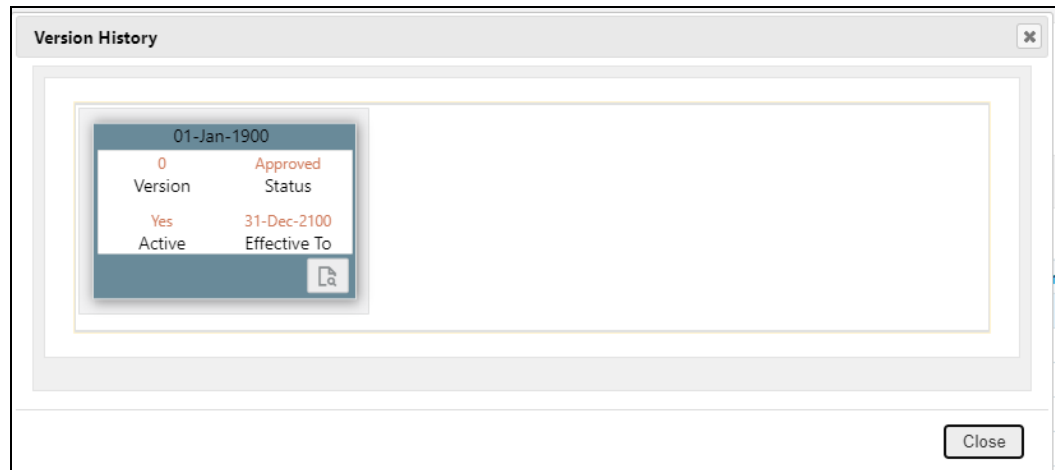 Version History
01-Jan-1900
0 Approved
Version Status
Yes 31-Dec-2100
Active Effective To
Close